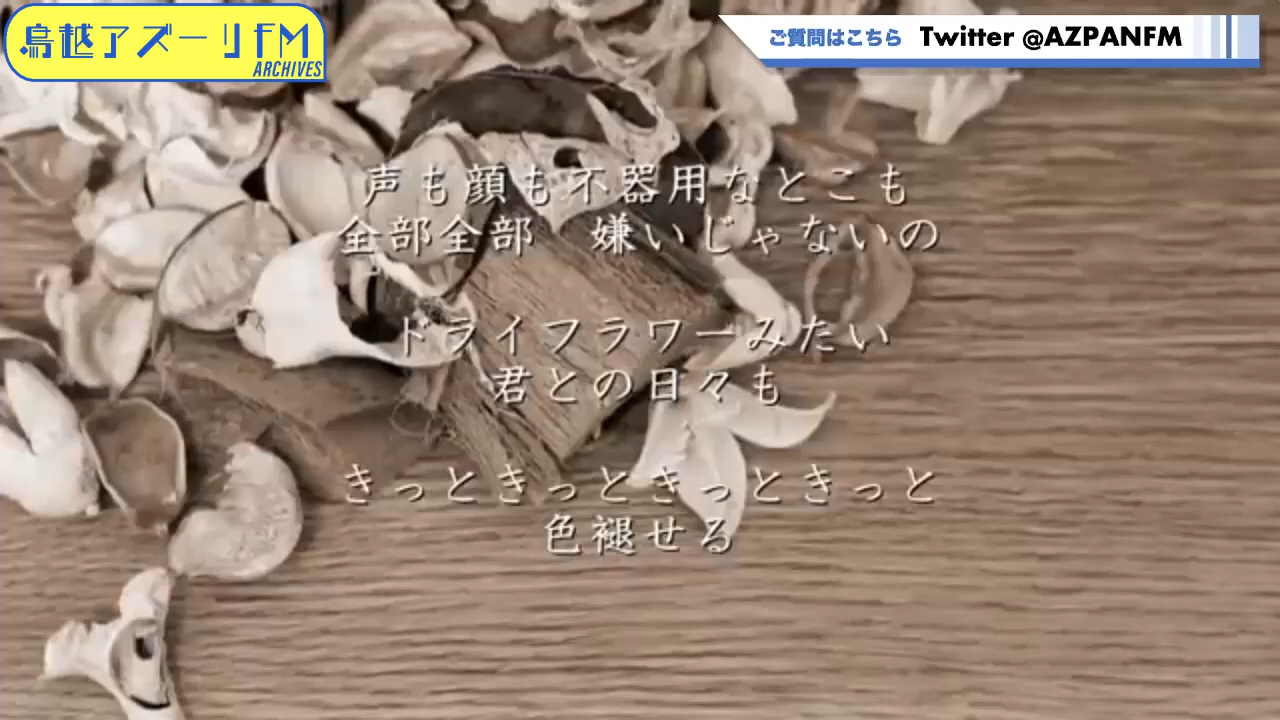 鳥越アズーリFM
ARCHIVES
ご質問はこちら Twitter @AZPANFM
声も顔も不器用なとこも
全部全部 嫌いじゃないの
ドライフラワーみたい
君との日々も
きっときっときっときっと
色褪せる